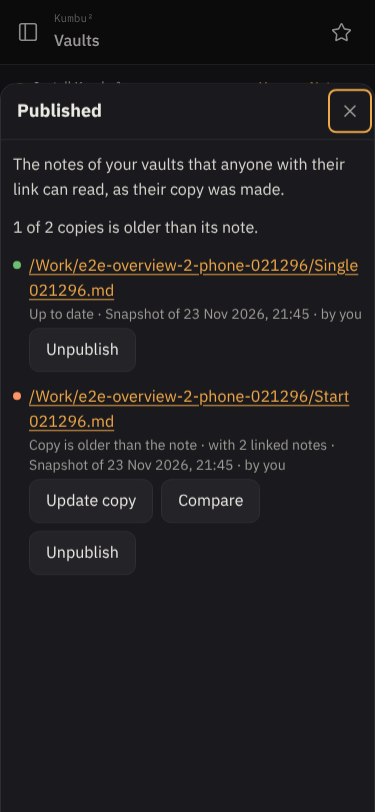 Kumbu²
Vaults
Published
The notes of your vaults that anyone with their
link can read, as their copy was made.
1 of 2 copies is older than its note.
/Work/e2e-overview-2-phone-021296/Single
021296.md
Up to date · Snapshot of 23 Nov 2026, 21:45 · by you
Unpublish
/Work/e2e-overview-2-phone-021296/Start
021296.md
Copy is older than the note · with 2 linked notes ·
Snapshot of 23 Nov 2026, 21:45 · by you
Update copy
Compare
Unpublish